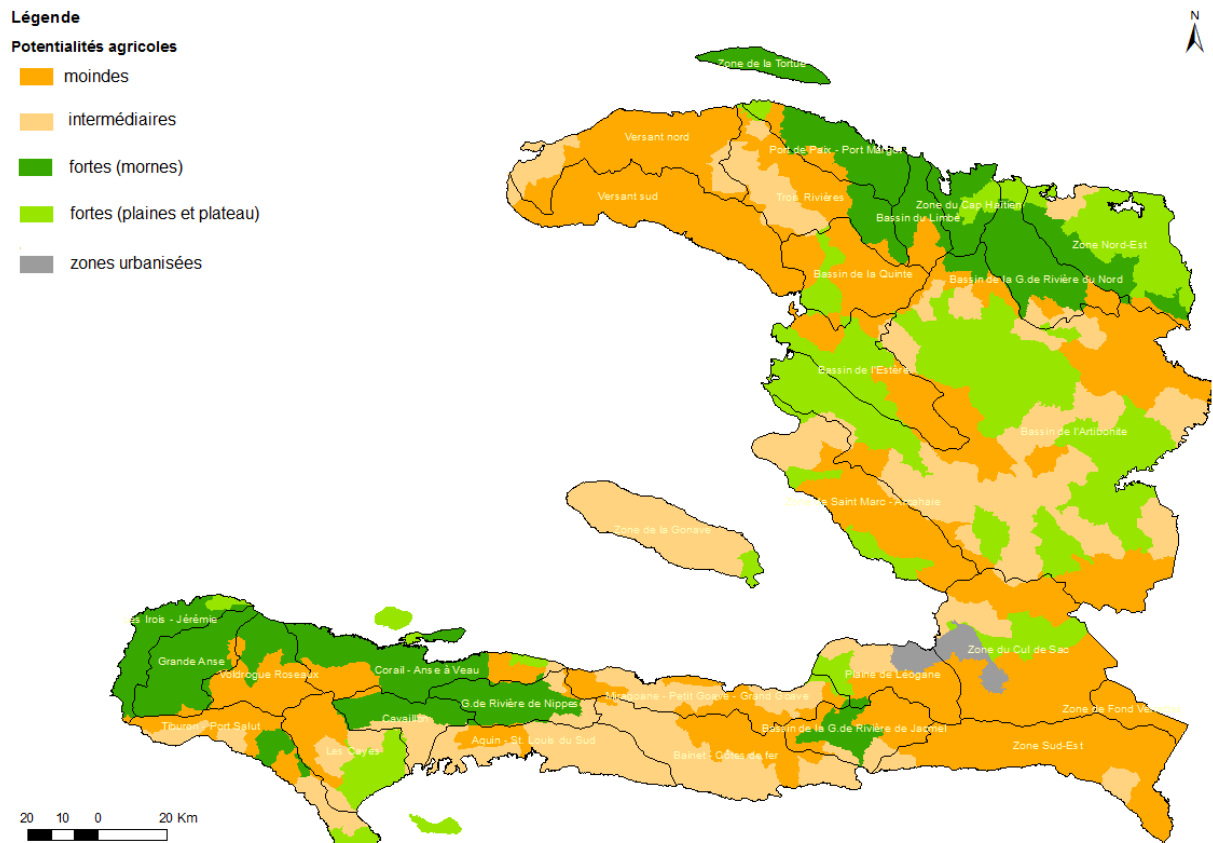 Légende
Potentialités agricoles
moindes
intermédiaires
fortes (mornes)
fortes (plaines et plateau)
zones urbanisées
N
Zone de la Tortue
Versant nord
Port de Paix - Port Margot
Versant sud
Trois Rivières
Zone du Cap Haïtien
Bassin du Limbé
Zone Nord-Est
Bassin de la Quinte
Bassin de la G.de Rivière du Nord
Bassin de l'Estère
Bassin de l'Artibonite
Saint Marc - Arcahaie
Zone de la Gonave
Irois - Jérémie
Grande Anse
Voldrogue Roseaux
Corail - Anse à Veau
G.de Rivière de Nippes
Cavaillon
Tiburon - Port Salut
Les Cayes
Aquin - St. Louis du Sud
Miragoane - Petit Goave - Grand Goave
Bainet - Côtes de fer
Plaine de Léogane
Zone du Cul de Sac
Bassin de la G.de Rivière de Jacmel
Zone de Fond Ver
Zone Sud-Est
20 10 0 20 Km